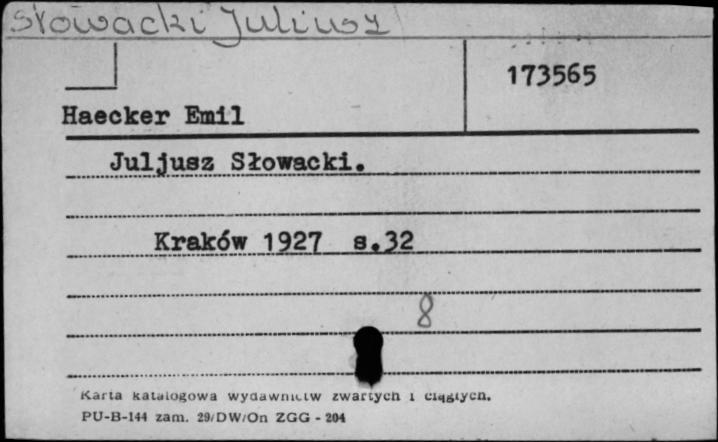 Słowacki Juliusz
173565
Haecker Emil
Juljusz Słowacki.
Kraków 1927 s.32
8
Karta katalogowa wydawnictw zwartych i ciągłych.
PU-B-144 zam. 29/DW/On ZGG - 204